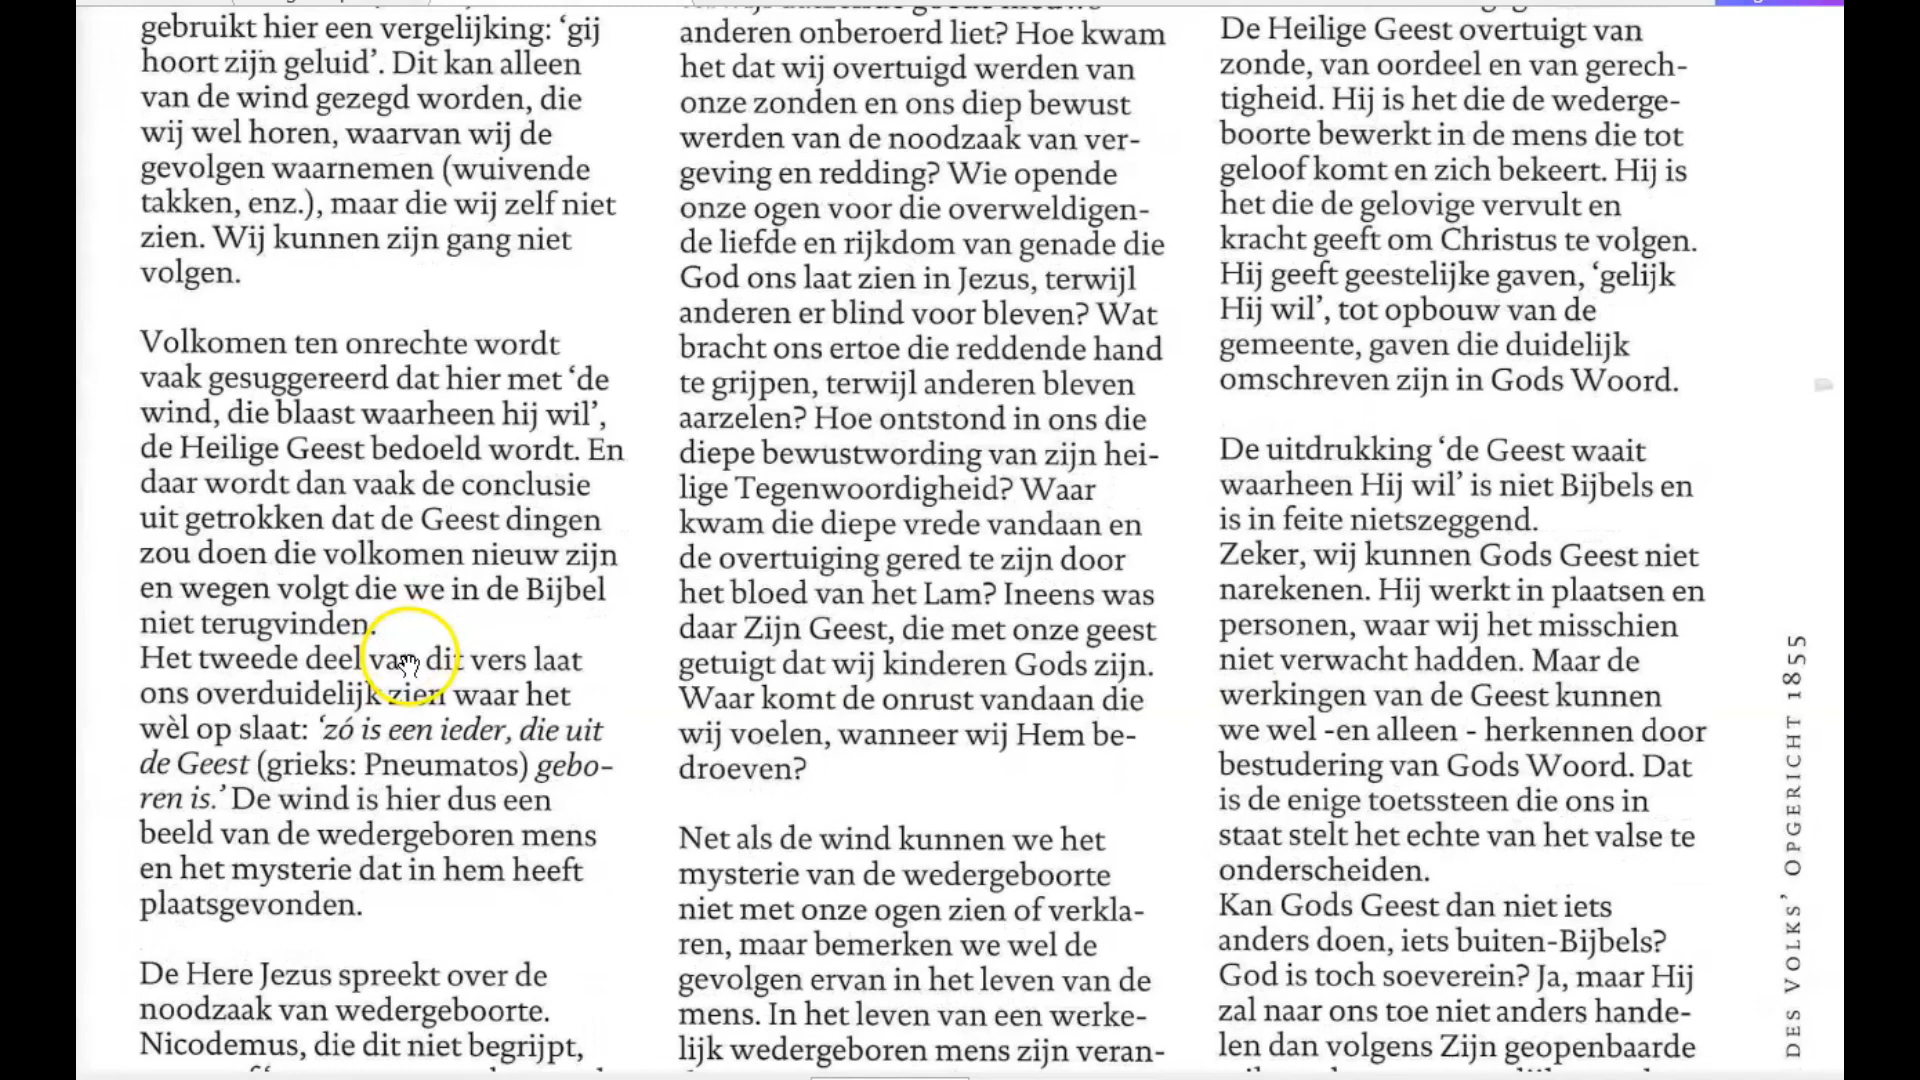 gebruikt hier een vergelijking: ‘gij
hoort zijn geluid’. Dit kan alleen
van de wind gezegd worden, die
wij wel horen, waarvan wij de
gevolgen waarnemen (wuivende
takken, enz.), maar die wij zelf niet
zien. Wij kunnen zijn gang niet
volgen.
Volkomen ten onrechte wordt
vaak gesuggereerd dat hier met ‘de
wind, die blaast waarheen hij wil’,
de Heilige Geest bedoeld wordt. En
daar wordt dan vaak de conclusie
uit getrokken dat de Geest dingen
zou doen die volkomen nieuw zijn
en wegen volgt die we in de Bijbel
niet terugvinden.
Het tweede deel van dit vers laat
ons overduidelijk zien waar het
wèl op slaat: ‘zó is een ieder, die uit
de Geest (grieks: Pneumatos) gebo-
ren is.’ De wind is hier dus een
beeld van de wedergeboren mens
en het mysterie dat in hem heeft
plaatsgevonden.
De Here Jezus spreekt over de
noodzaak van wedergeboorte.
Nicodemus, die dit niet begrijpt,
anderen onberoerd liet? Hoe kwam
het dat wij overtuigd werden van
onze zonden en ons diep bewust
werden van de noodzaak van ver-
geving en redding? Wie opende
onze ogen voor die overweldigen-
de liefde en rijkdom van genade die
God ons laat zien in Jezus, terwijl
anderen er blind voor bleven? Wat
bracht ons ertoe die reddende hand
te grijpen, terwijl anderen bleven
aarzelen? Hoe ontstond in ons die
diepe bewustwording van zijn hei-
lige Tegenwoordigheid? Waar
kwam die diepe vrede vandaan en
de overtuiging gered te zijn door
het bloed van het Lam? Ineens was
daar Zijn Geest, die met onze geest
getuigt dat wij kinderen Gods zijn.
Waar komt de onrust vandaan die
wij voelen, wanneer wij Hem be-
droeven?
Net als de wind kunnen we het
mysterie van de wedergeboorte
niet met onze ogen zien of verkla-
ren, maar bemerken we wel de
gevolgen ervan in het leven van de
mens. In het leven van een werke-
lijk wedergeboren mens zijn veran-
De Heilige Geest overtuigt van
zonde, van oordeel en van gerech-
tigheid. Hij is het die de wederge-
boorte bewerkt in de mens die tot
geloof komt en zich bekeert. Hij is
het die de gelovige vervult en
kracht geeft om Christus te volgen.
Hij geeft geestelijke gaven, ‘gelijk
Hij wil’, tot opbouw van de
gemeente, gaven die duidelijk
omschreven zijn in Gods Woord.
De uitdrukking ‘de Geest waait
waarheen Hij wil’ is niet Bijbels en
is in feite nietszeggend.
Zeker, wij kunnen Gods Geest niet
narekenen. Hij werkt in plaatsen en
personen, waar wij het misschien
niet verwacht hadden. Maar de
werkingen van de Geest kunnen
we wel -en alleen - herkennen door
bestudering van Gods Woord. Dat
is de enige toetssteen die ons in
staat stelt het echte van het valse te
onderscheiden.
Kan Gods Geest dan niet iets
anders doen, iets buiten-Bijbels?
God is toch soeverein? Ja, maar Hij
zal naar ons toe niet anders hande-
len dan volgens Zijn geopenbaarde
DES VOLKS’ OPGERICHT 1855